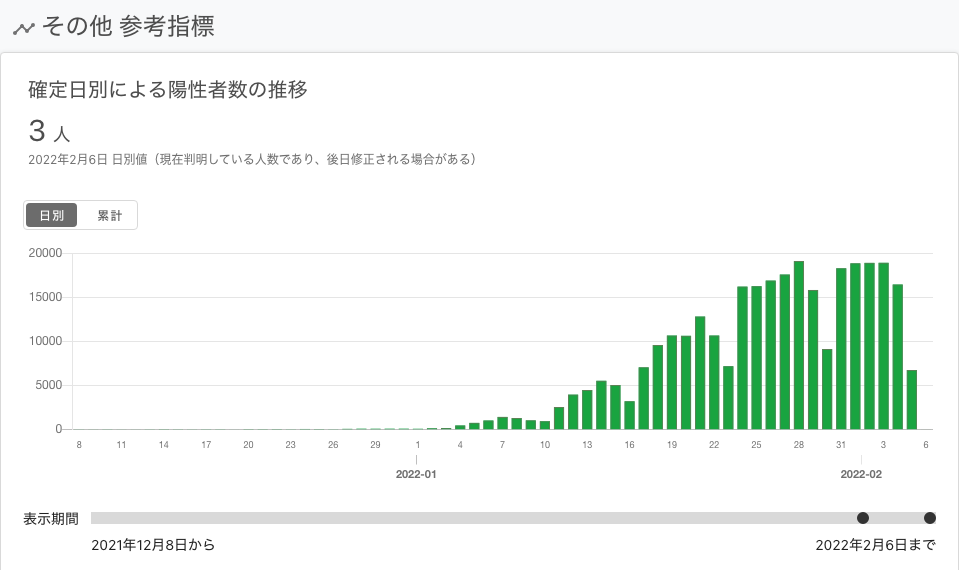 その他 参考指標
確定日別による陽性者数の推移
3 人
2022年2月6日 日別値（現在判明している人数であり、後日修正される場合がある）
日別 累計
20000
15000
10000
5000
0
8 11 14 17 20 23 26 29 1 4 7 10 13 16 19 22 25 28 31 3 6
2022-01 2022-02
表示期間
2021年12月8日から 2022年2月6日まで